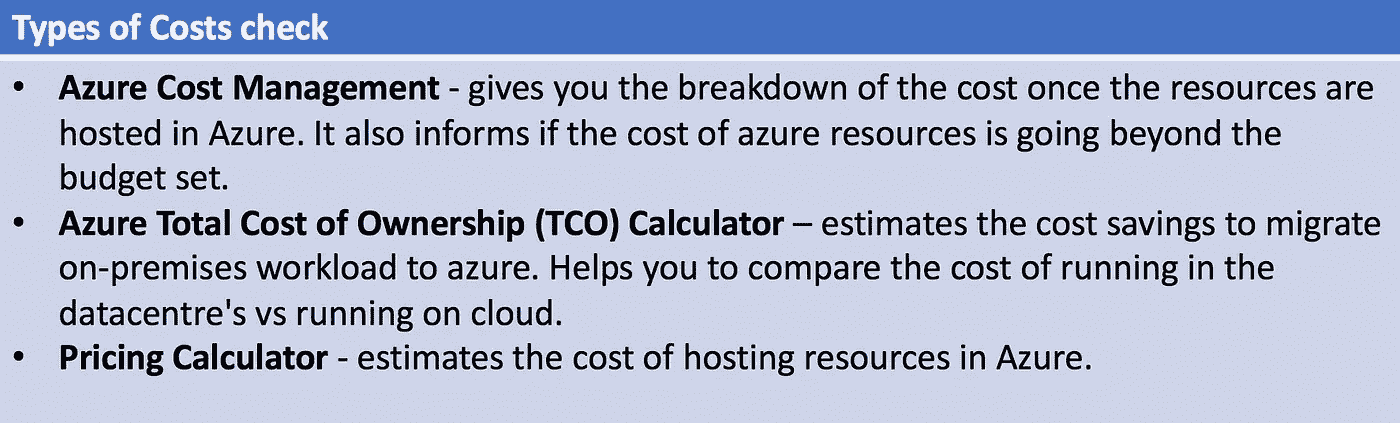 Types of Costs check
• Azure Cost Management - gives you the breakdown of the cost once the resources are
hosted in Azure. It also informs if the cost of azure resources is going beyond the
budget set.
• Azure Total Cost of Ownership (TCO) Calculator – estimates the cost savings to migrate
on-premises workload to azure. Helps you to compare the cost of running in the
datacentre's vs running on cloud.
• Pricing Calculator - estimates the cost of hosting resources in Azure.